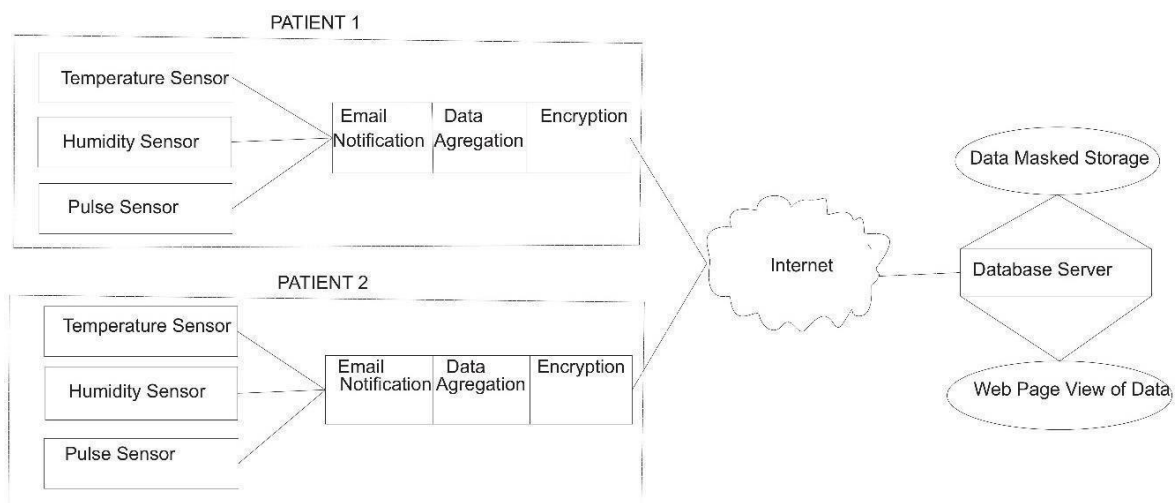 PATIENT 1
Temperature Sensor
Humidity Sensor
Pulse Sensor
Email
Notification
Data
Agregation
Encryption
PATIENT 2
Temperature Sensor
Humidity Sensor
Pulse Sensor
Email
Notification
Data
Agregation
Encryption
Internet
Data Masked Storage
Database Server
Web Page View of Data